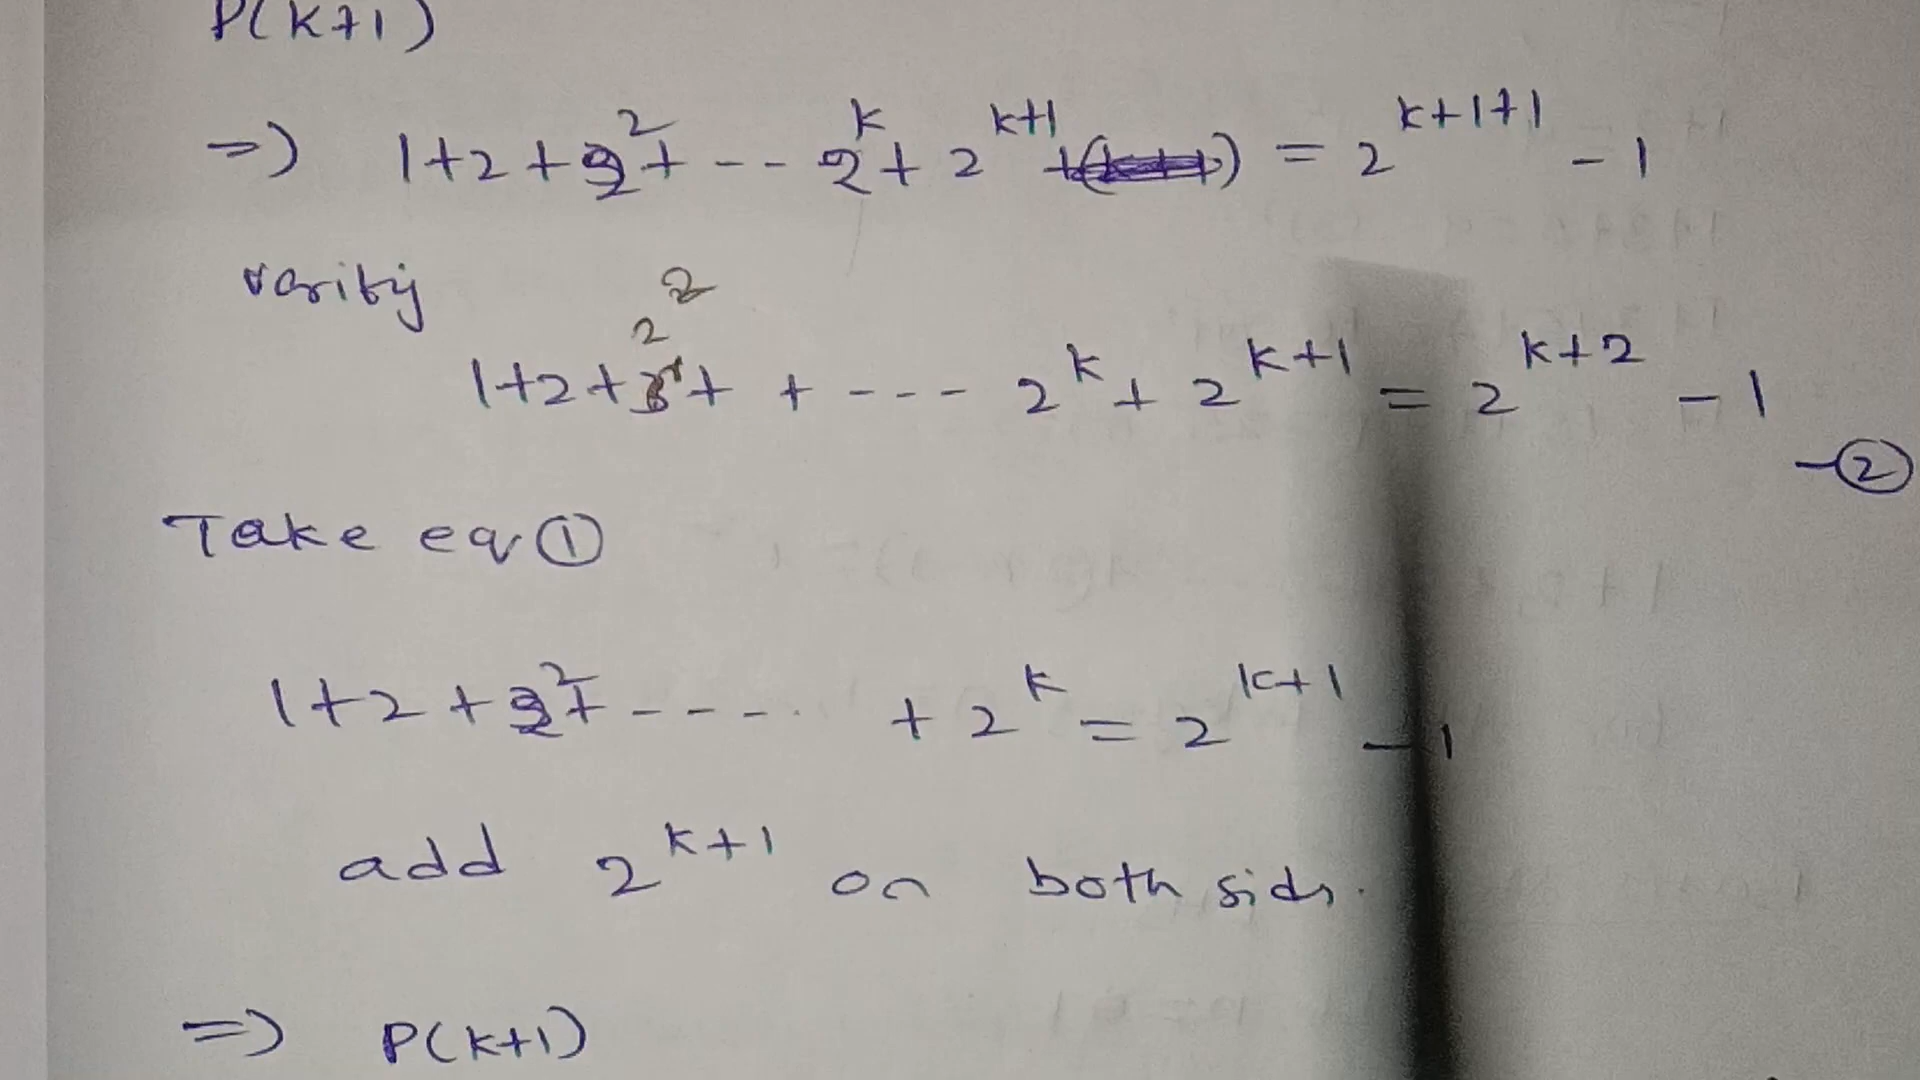 P(k+1)
=> 1+2+2²+ -- 2^k + 2^(k+1) = 2^(k+1+1) - 1
verify
2
1+2+2²+ + --- 2^k + 2^(k+1) = 2^(k+2) - 1
-②
Take eq ①
1+2+2²+ ---- + 2^k = 2^(k+1) - 1
add 2^(k+1) on both sids.
=> P(k+1)